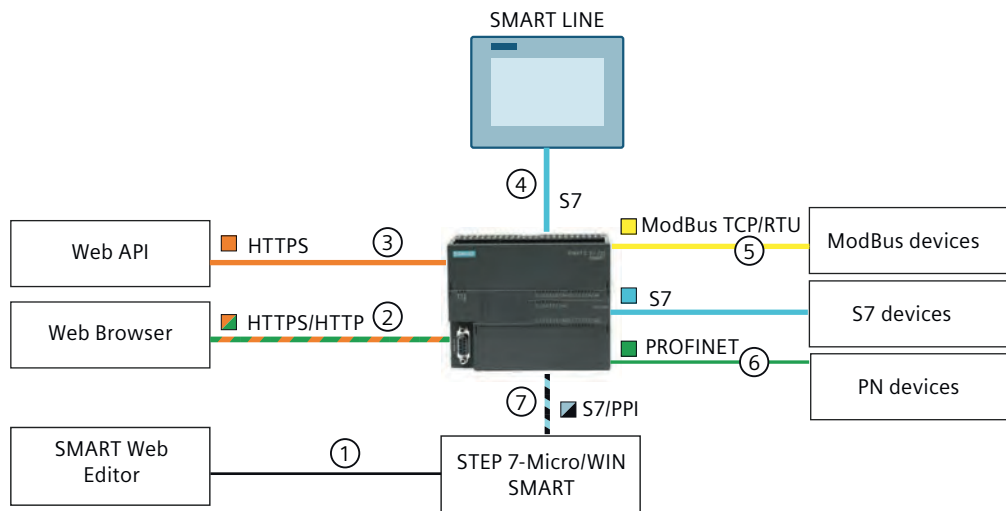 SMART LINE
④
S7
Web API
HTTPS
③
ModBus TCP/RTU
⑤
ModBus devices
Web Browser
HTTPS/HTTP
②
SIEMENS
S7
S7 devices
PROFINET
⑥
PN devices
⑦
S7/PPI
SMART Web
Editor
①
STEP 7-Micro/WIN
SMART